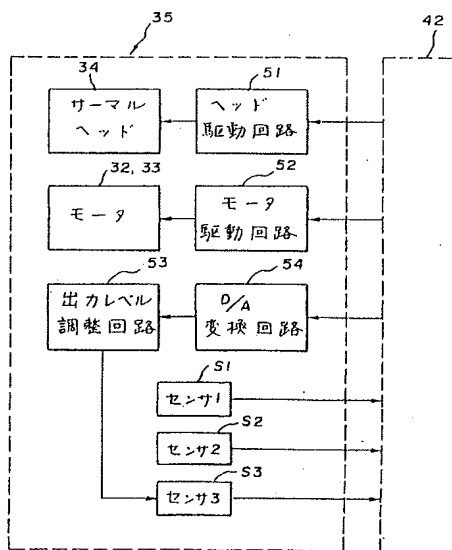 35
42
34
51
サーマル
ヘッド
ヘッド
駆動回路
32, 33
52
モータ
モータ
駆動回路
53
54
出力レベル
調整回路
D/A
変換回路
S1
センサ1
S2
センサ2
S3
センサ3